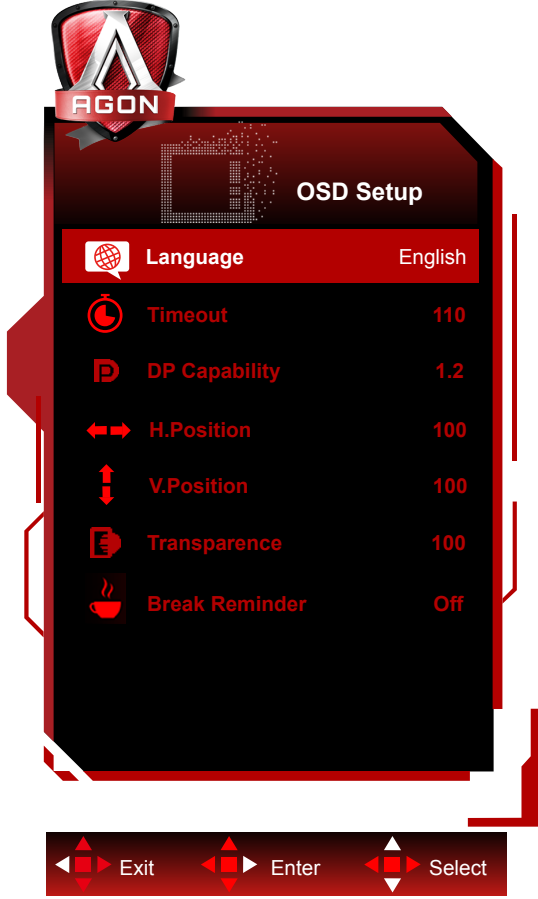 AGON
OSD Setup
Language English
Timeout 110
DP Capability 1.2
H.Position 100
V.Position 100
Transparence 100
Break Reminder Off
Exit Enter Select